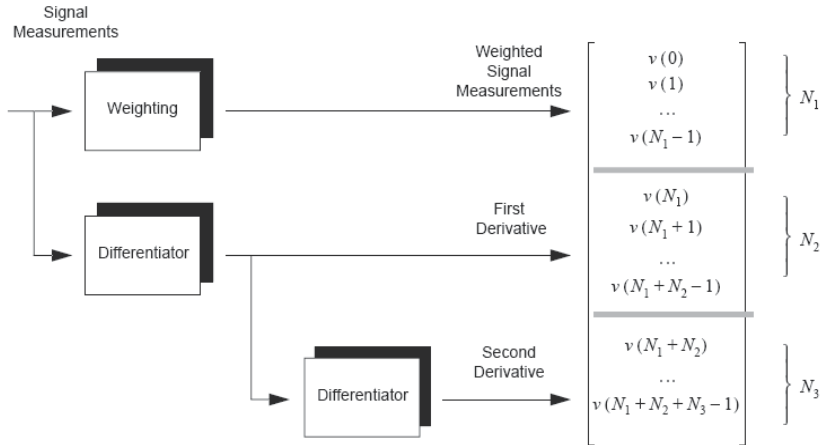 Signal
Measurements
Weighting
Weighted
Signal
Measurements
v(0)
v(1)
...
v(N₁−1)
N₁
Differentiator
First
Derivative
v(N₁)
v(N₁+1)
...
v(N₁+N₂−1)
N₂
Differentiator
Second
Derivative
v(N₁+N₂)
...
v(N₁+N₂+N₃−1)
N₃